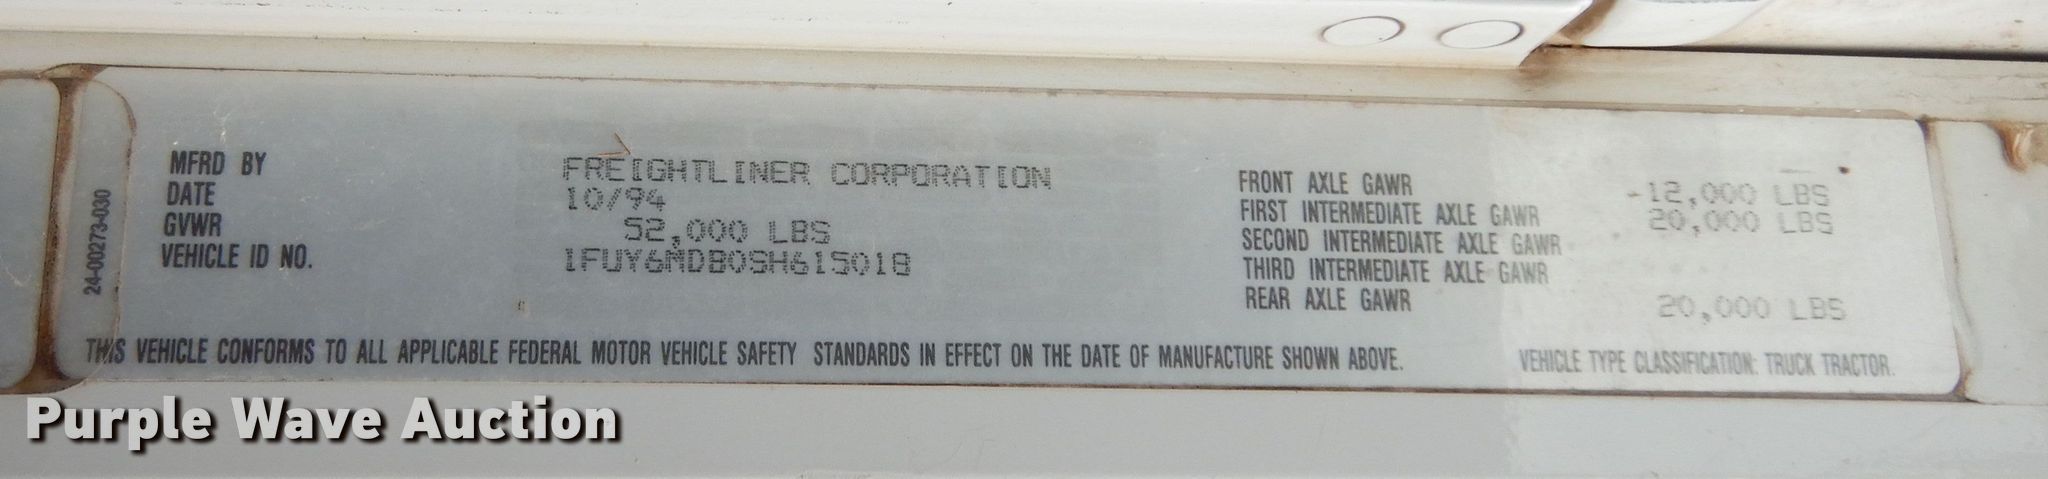 MFRD BY FREIGHTLINER CORPORATION
DATE 10/94
GVWR 52,000 LBS
VEHICLE ID NO. 1FUY6MDB0SH615018
24-00273-030
FRONT AXLE GAWR 12,000 LBS
FIRST INTERMEDIATE AXLE GAWR 20,000 LBS
SECOND INTERMEDIATE AXLE GAWR
THIRD INTERMEDIATE AXLE GAWR
REAR AXLE GAWR 20,000 LBS
THIS VEHICLE CONFORMS TO ALL APPLICABLE FEDERAL MOTOR VEHICLE SAFETY STANDARDS IN EFFECT ON THE DATE OF MANUFACTURE SHOWN ABOVE. VEHICLE TYPE CLASSIFICATION: TRUCK TRACTOR.
Purple Wave Auction